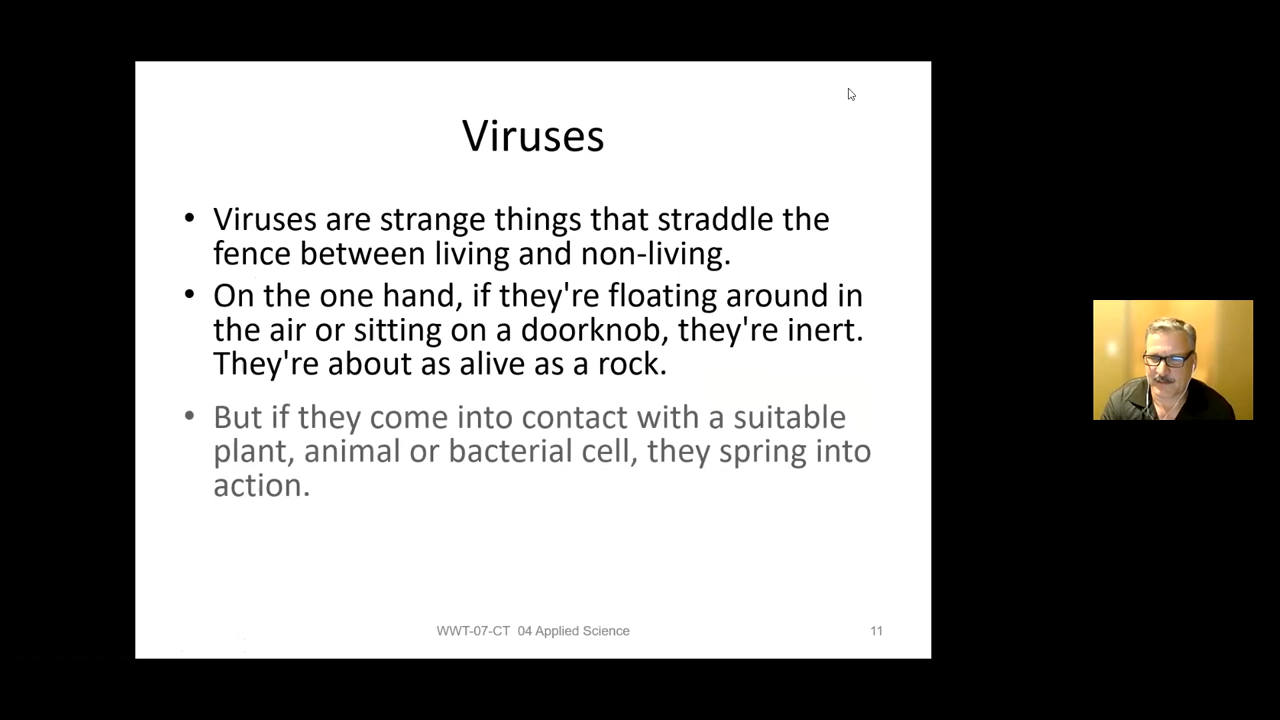 Viruses
• Viruses are strange things that straddle the
fence between living and non-living.
• On the one hand, if they're floating around in
the air or sitting on a doorknob, they're inert.
They're about as alive as a rock.
• But if they come into contact with a suitable
plant, animal or bacterial cell, they spring into
action.
WWT-07-CT 04 Applied Science
11